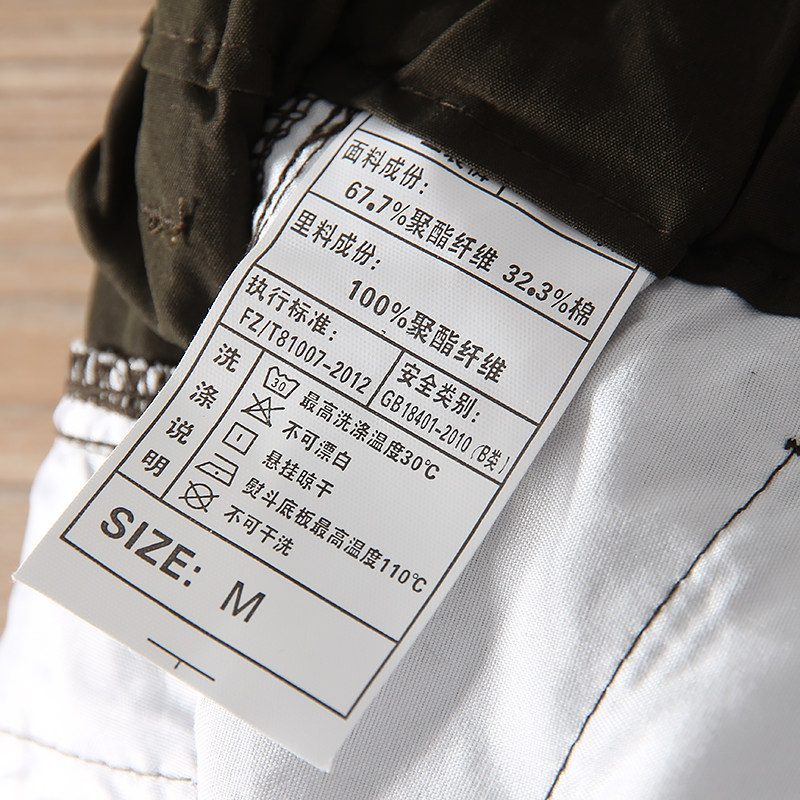 面料成份:
67.7%聚酯纤维 32.3%棉
里料成份:
100%聚酯纤维
执行标准:
FZ/T81007-2012
安全类别:
GB18401-2010(B类)
洗涤说明
30
最高洗涤温度30℃
不可漂白
悬挂晾干
熨斗底板最高温度110℃
不可干洗
SIZE: M